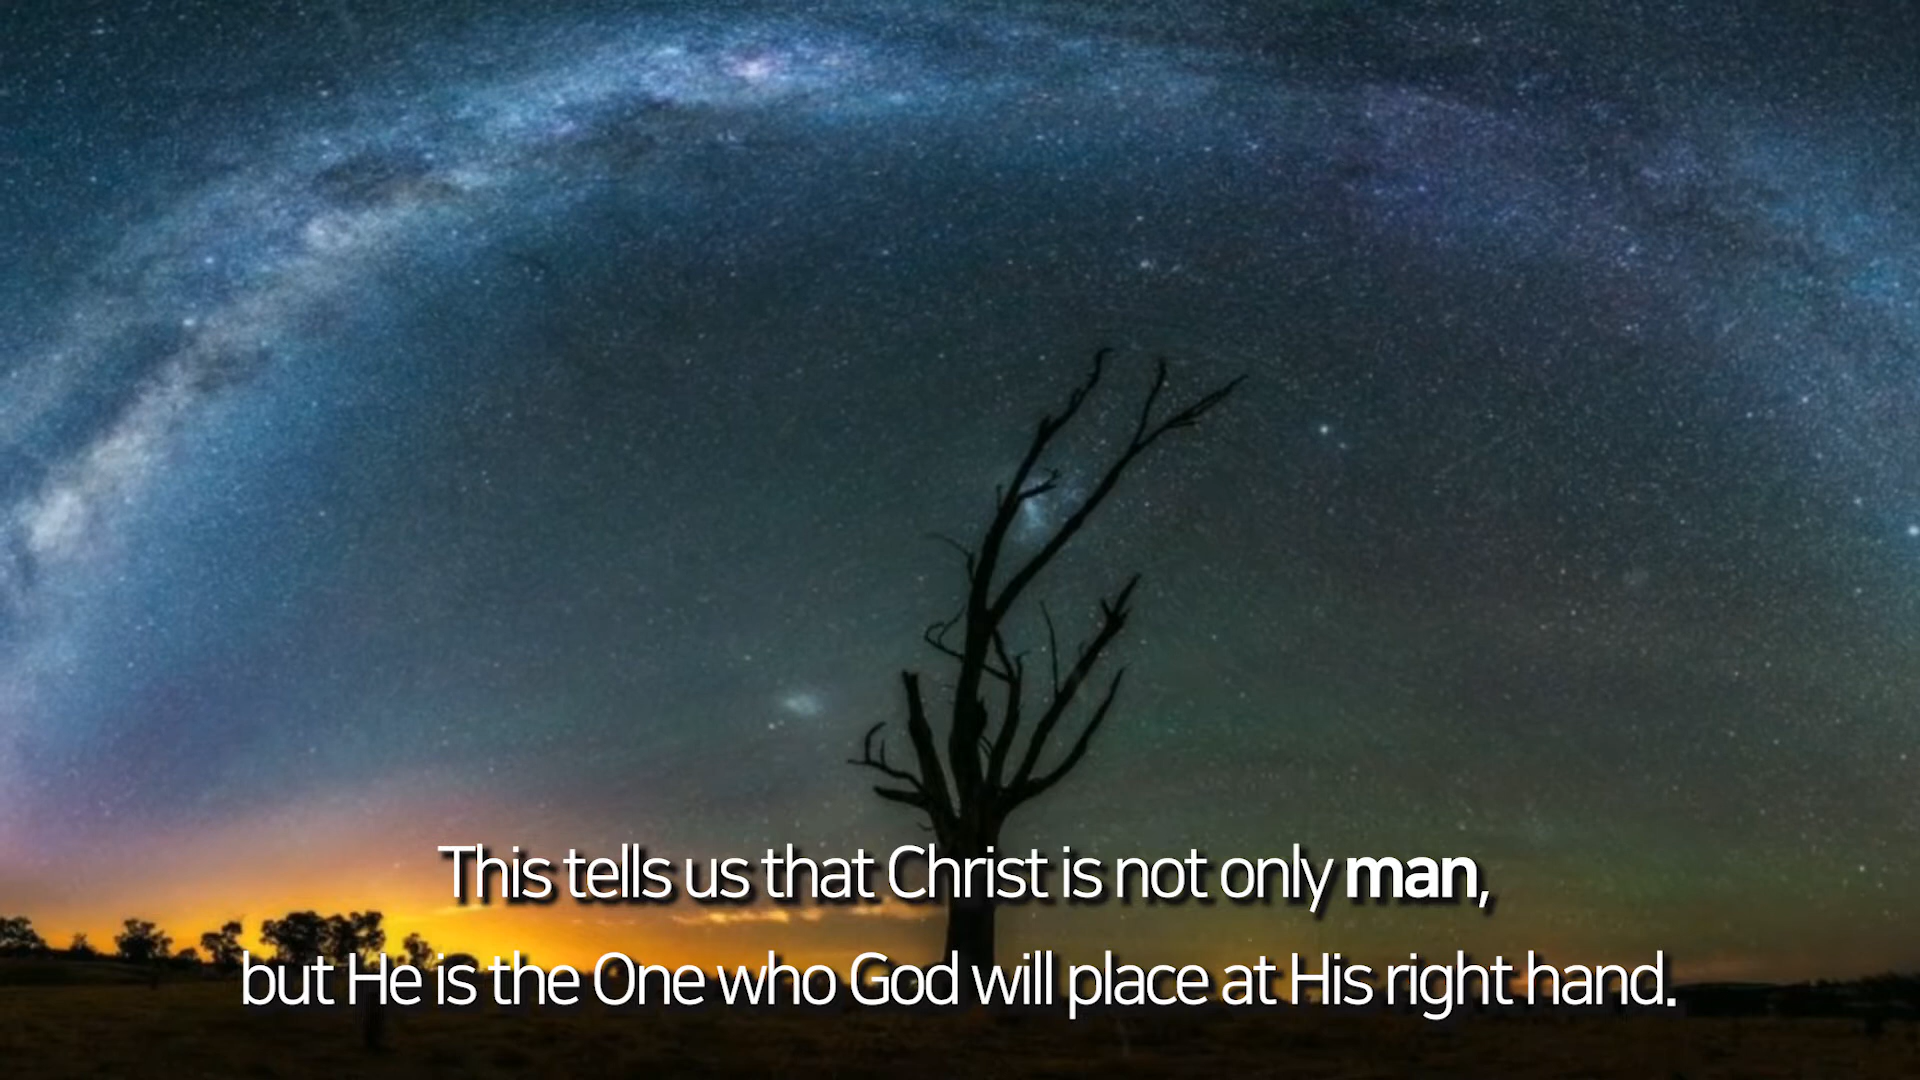 This tells us that Christ is not only man,
but He is the One who God will place at His right hand.